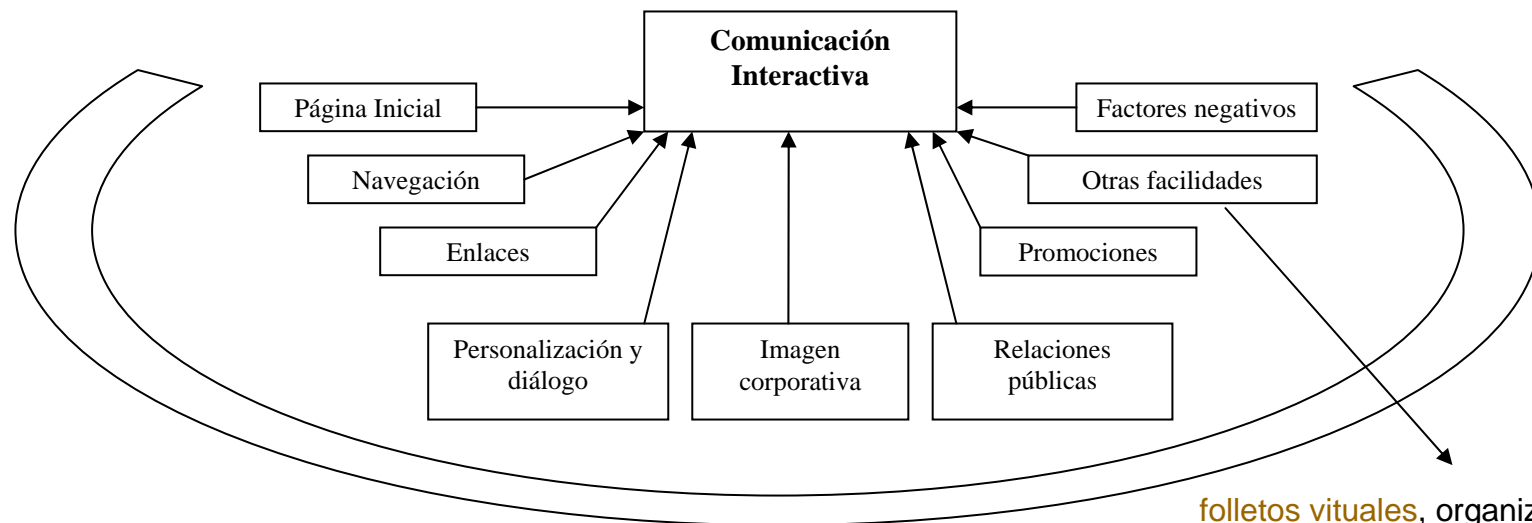 Comunicación
Interactiva
Página Inicial
Factores negativos
Navegación
Otras facilidades
Enlaces
Promociones
Personalización y
diálogo
Imagen
corporativa
Relaciones
públicas
folletos vituales, organiz